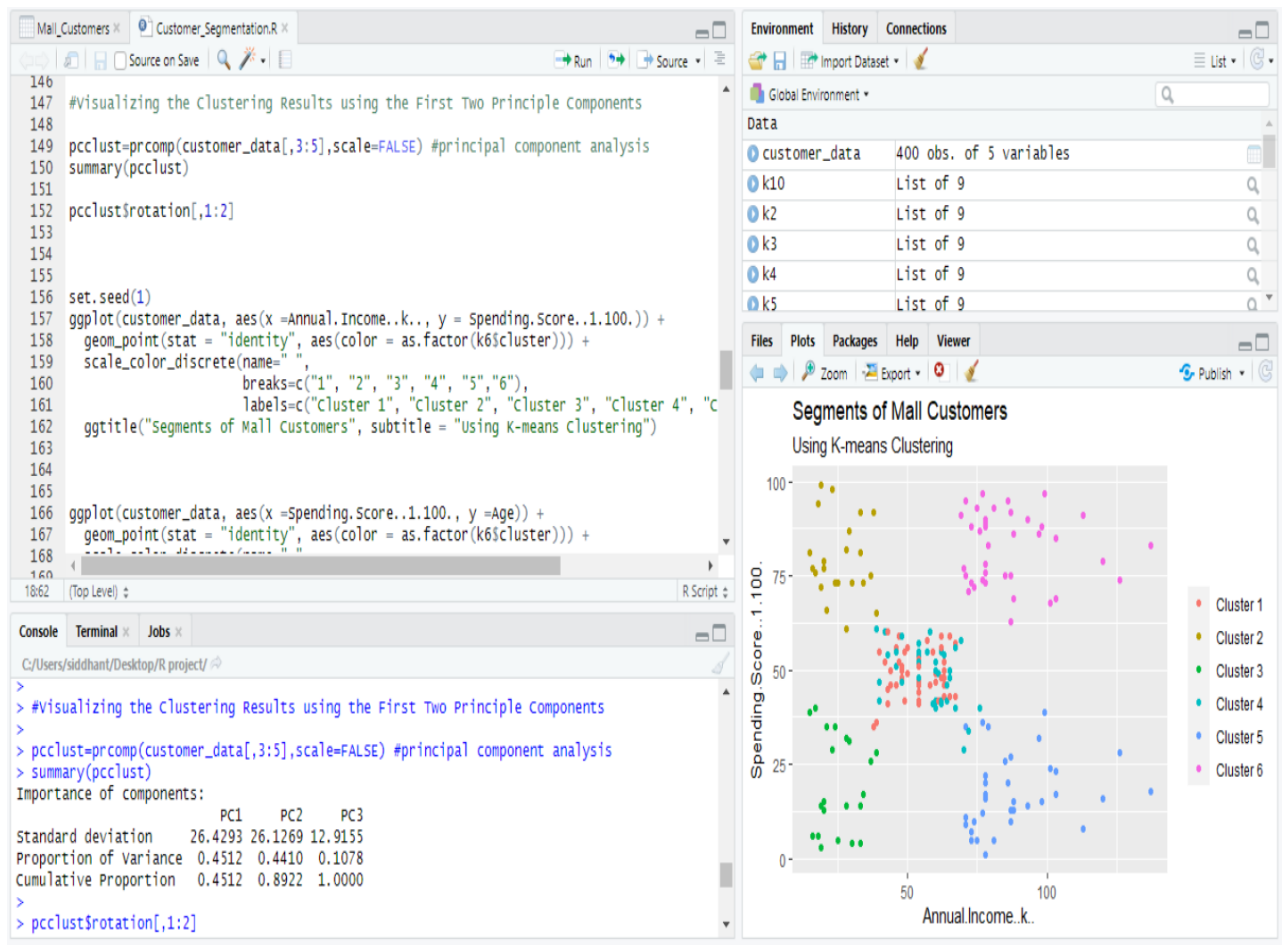 Mall_Customers
Customer_Segmentation.R
Source on Save
Run
Source
146
147 #Visualizing the Clustering Results using the First Two Principle Components
148
149 pcclust=prcomp(customer_data[,3:5],scale=FALSE) #principal component analysis
150 summary(pcclust)
151
152 pcclust$rotation[,1:2]
153
154
155
156 set.seed(1)
157 ggplot(customer_data, aes(x =Annual.Income..k.., y = Spending.Score..1.100.)) +
158 geom_point(stat = "identity", aes(color = as.factor(k6$cluster))) +
159 scale_color_discrete(name=" ",
160 breaks=c("1", "2", "3", "4", "5","6"),
161 labels=c("Cluster 1", "Cluster 2", "Cluster 3", "Cluster 4", "C
162 ggtitle("Segments of Mall Customers", subtitle = "Using K-means Clustering")
163
164
165
166 ggplot(customer_data, aes(x =Spending.Score..1.100., y =Age)) +
167 geom_point(stat = "identity", aes(color = as.factor(k6$cluster))) +
168
169
18:62 (Top Level) R Script
Console Terminal Jobs
C:/Users/siddhant/Desktop/R project/
>
> #Visualizing the Clustering Results using the First Two Principle Components
>
> pcclust=prcomp(customer_data[,3:5],scale=FALSE) #principal component analysis
> summary(pcclust)
Importance of components:
PC1 PC2 PC3
Standard deviation 26.4293 26.1269 12.9155
Proportion of Variance 0.4512 0.4410 0.1078
Cumulative Proportion 0.4512 0.8922 1.0000
>
> pcclust$rotation[,1:2]
Environment History Connections
Import Dataset List
Global Environment
Data
customer_data 400 obs. of 5 variables
k10 List of 9
k2 List of 9
k3 List of 9
k4 List of 9
k5 List of 9
Files Plots Packages Help Viewer
Zoom Export Publish
Segments of Mall Customers
Using K-means Clustering
100
75
50
25
0
Spending.Score..1.100.
50 100
Annual.Income..k..
Cluster 1
Cluster 2
Cluster 3
Cluster 4
Cluster 5
Cluster 6